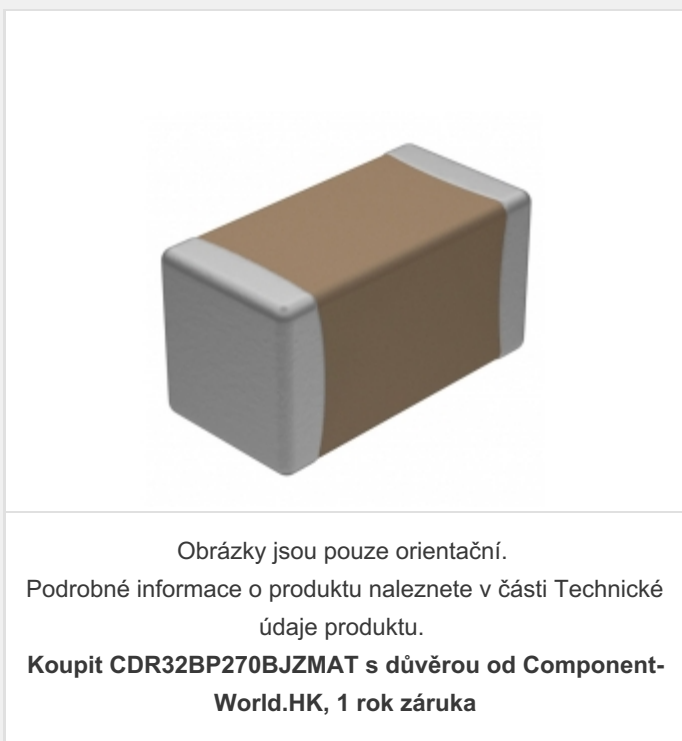 Obrázky jsou pouze orientační.
Podrobné informace o produktu naleznete v části Technické
údaje produktu.
Koupit CDR32BP270BJZMAT s důvěrou od Component-
World.HK, 1 rok záruka